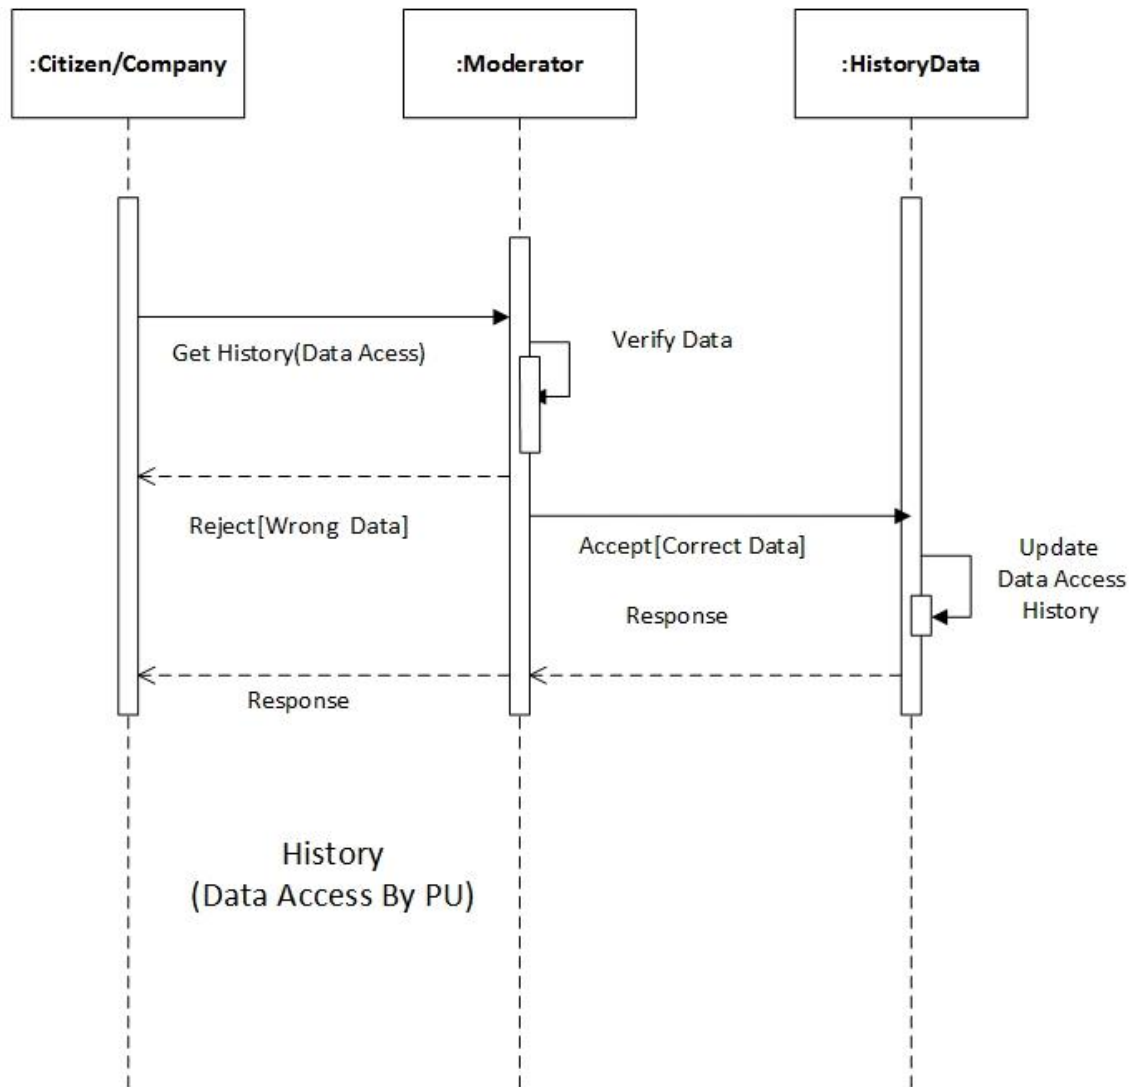 :Citizen/Company
:Moderator
:HistoryData
Verify Data
Get History(Data Acess)
Reject[Wrong  Data]
Accept[Correct Data]
Update
Data Access
History
Response
Response
History
(Data Access By PU)